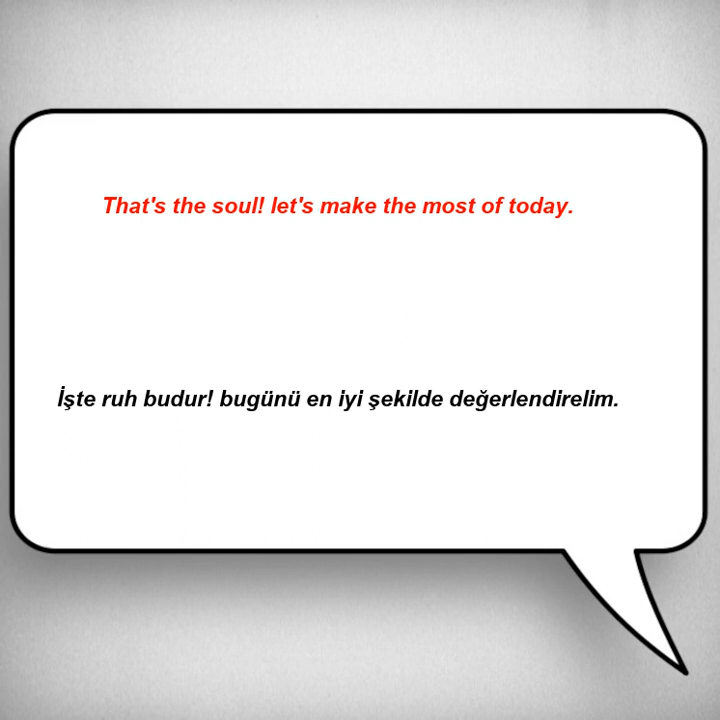 That's the soul! let's make the most of today.
İşte ruh budur! bugünü en iyi şekilde değerlendirelim.